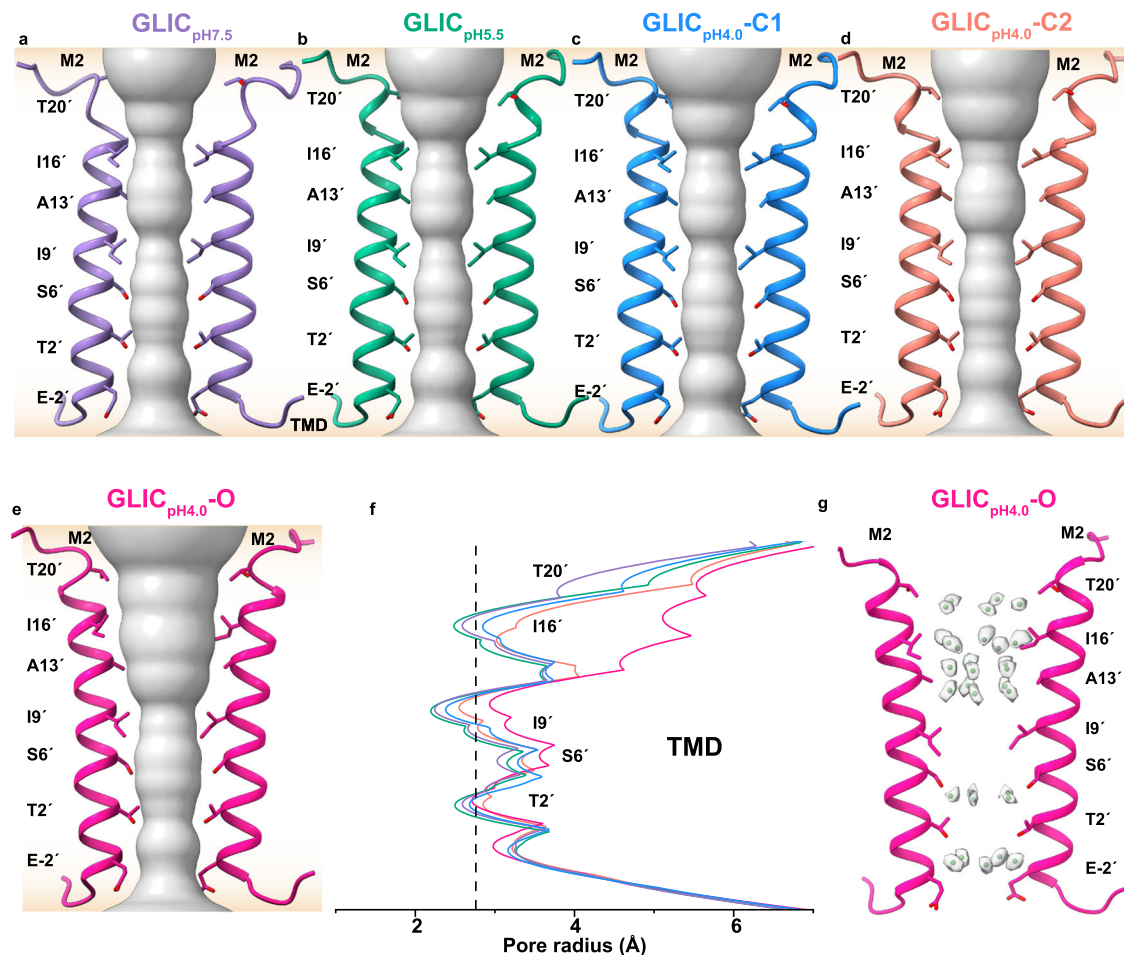 a
GLICpH7.5
M2
M2
T20´
I16´
A13´
I9´
S6´
T2´
E-2´
TMD
b
GLICpH5.5
M2
M2
T20´
I16´
A13´
I9´
S6´
T2´
E-2´
c
GLICpH4.0-C1
M2
M2
T20´
I16´
A13´
I9´
S6´
T2´
E-2´
d
GLICpH4.0-C2
M2
M2
T20´
I16´
A13´
I9´
S6´
T2´
E-2´
e
GLICpH4.0-O
M2
M2
T20´
I16´
A13´
I9´
S6´
T2´
E-2´
f
T20´
I16´
I9´
S6´
TMD
T2´
2
4
6
Pore radius (Å)
g
GLICpH4.0-O
M2
M2
T20´
I16´
A13´
I9´
S6´
T2´
E-2´